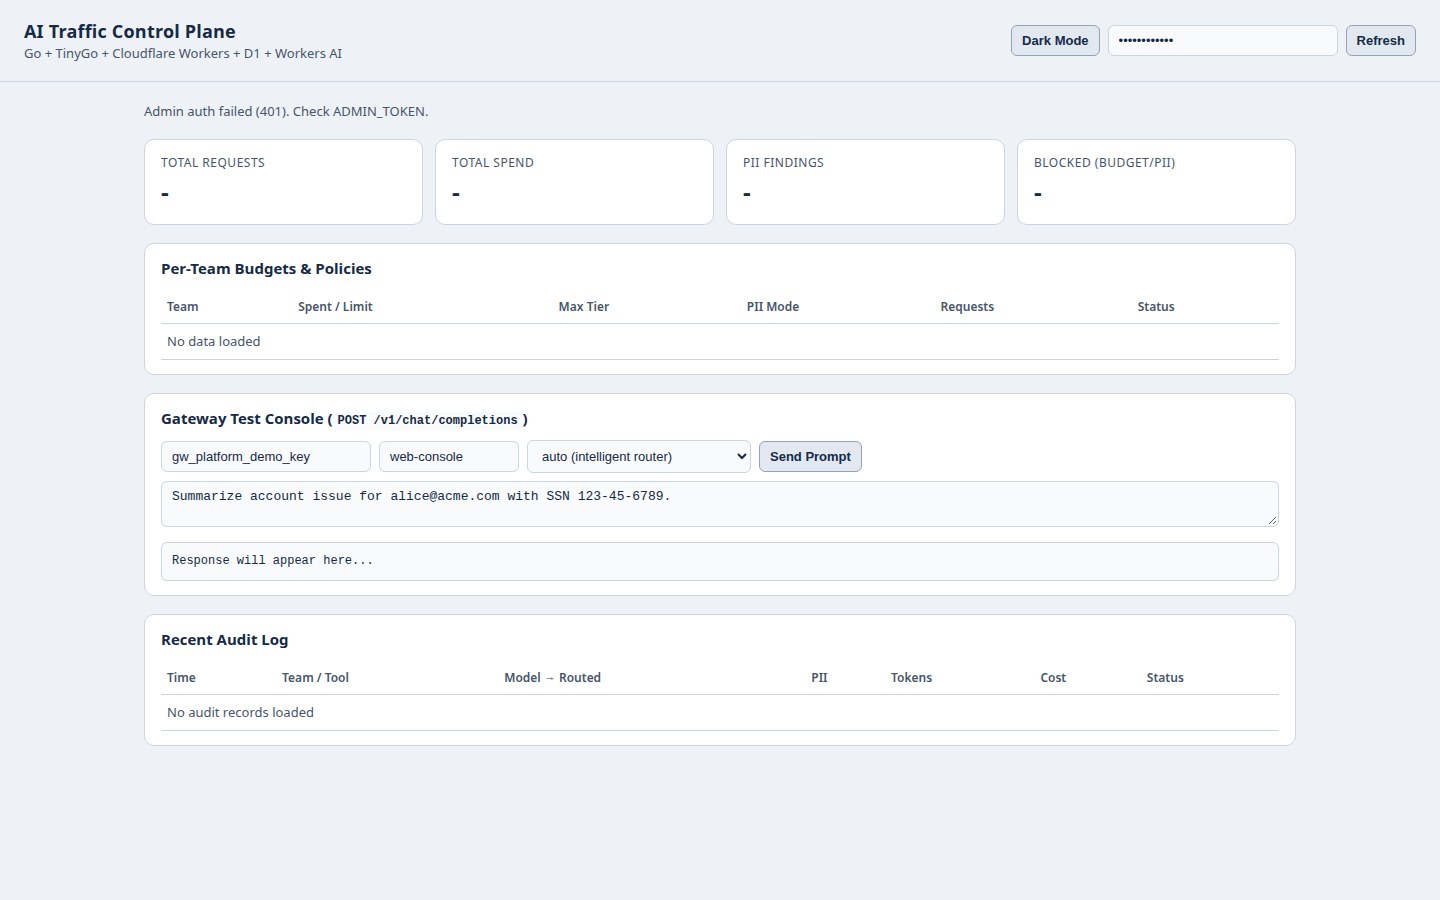 AI Traffic Control Plane
Go + TinyGo + Cloudflare Workers + D1 + Workers AI
Dark Mode
••••••••••••
Refresh
Admin auth failed (401). Check ADMIN_TOKEN.
TOTAL REQUESTS
-
TOTAL SPEND
-
PII FINDINGS
-
BLOCKED (BUDGET/PII)
-
Per-Team Budgets & Policies
Team Spent / Limit Max Tier PII Mode Requests Status
No data loaded
Gateway Test Console ( POST /v1/chat/completions )
gw_platform_demo_key web-console auto (intelligent router) Send Prompt
Summarize account issue for alice@acme.com with SSN 123-45-6789.
Response will appear here...
Recent Audit Log
Time Team / Tool Model → Routed PII Tokens Cost Status
No audit records loaded